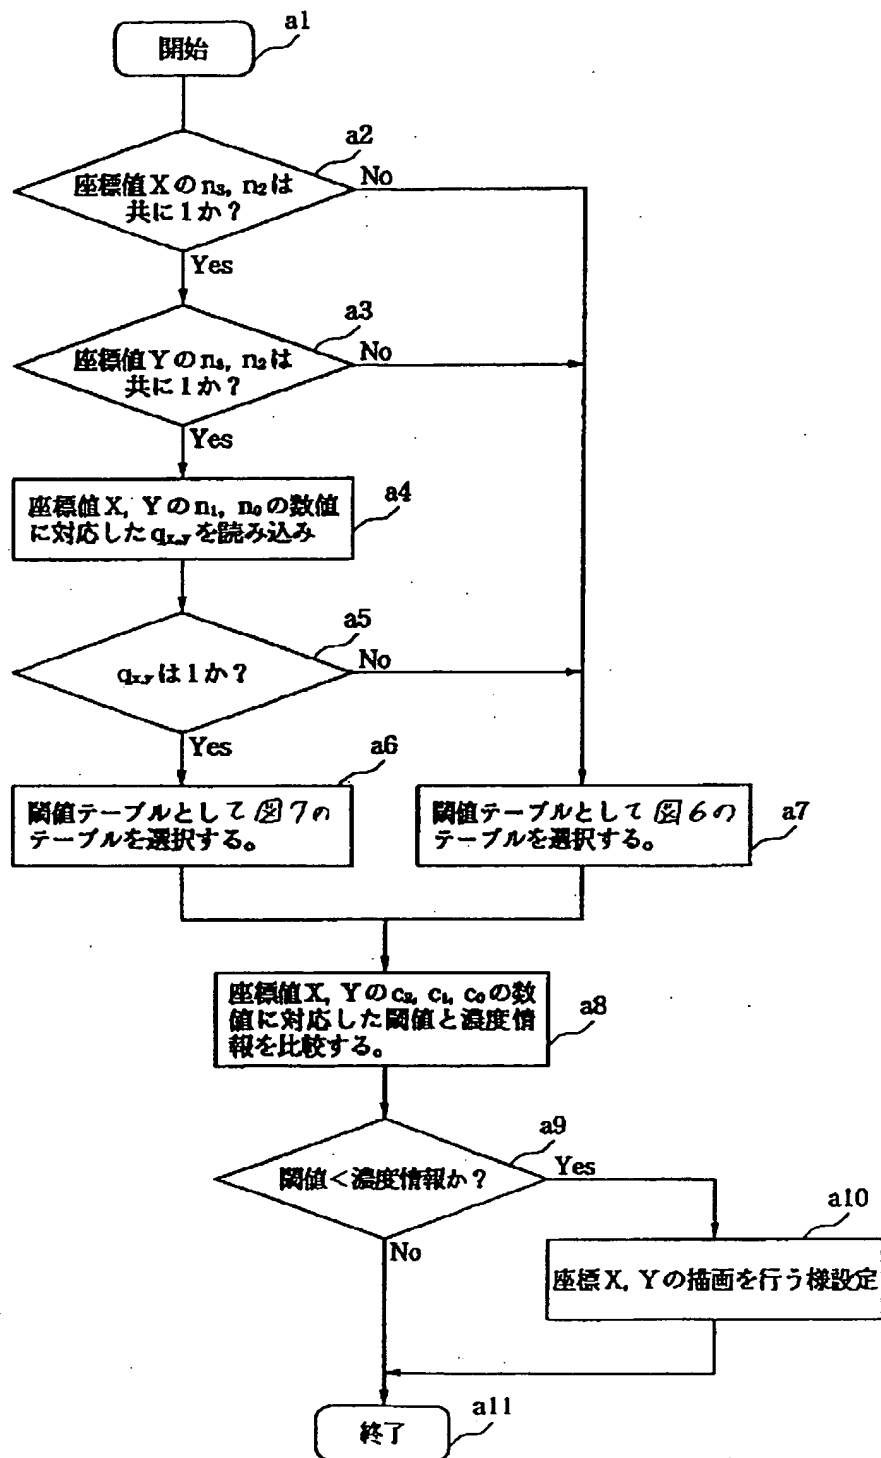 開始
a1
a2
座標値Xのn₃, n₂は
共に1か？
No
Yes
a3
座標値Yのn₃, n₂は
共に1か？
No
Yes
a4
座標値X, Yのn₁, n₀の数値
に対応したqx,yを読み込み
a5
qx,yは1か？
No
Yes
a6
閾値テーブルとして図7の
テーブルを選択する。
閾値テーブルとして図6の
テーブルを選択する。
a7
座標値X, Yのc₂, c₁, c₀の数
値に対応した閾値と濃度情
報を比較する。
a8
a9
閾値＜濃度情報か？
Yes
No
a10
座標X, Yの描画を行う様設定
終了
a11